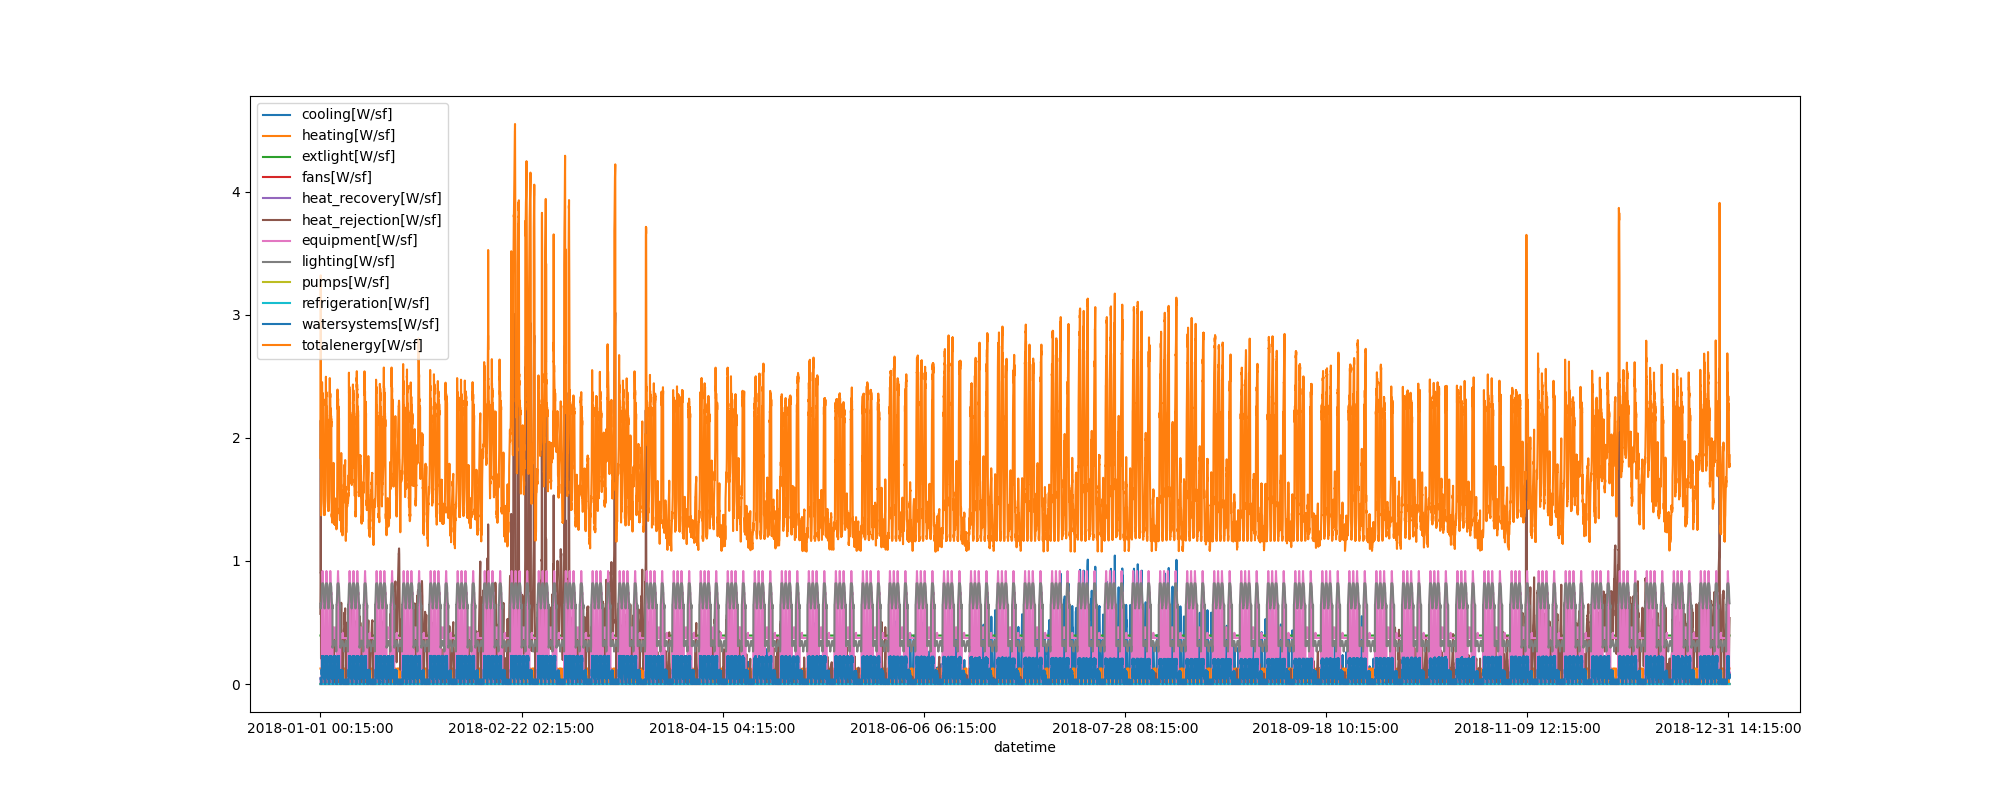 cooling[W/sf]
heating[W/sf]
extlight[W/sf]
fans[W/sf]
heat_recovery[W/sf]
heat_rejection[W/sf]
equipment[W/sf]
lighting[W/sf]
pumps[W/sf]
refrigeration[W/sf]
watersystems[W/sf]
totalenergy[W/sf]
4
3
2
1
0
2018-01-01 00:15:00 2018-02-22 02:15:00 2018-04-15 04:15:00 2018-06-06 06:15:00 2018-07-28 08:15:00 2018-09-18 10:15:00 2018-11-09 12:15:00 2018-12-31 14:15:00
datetime